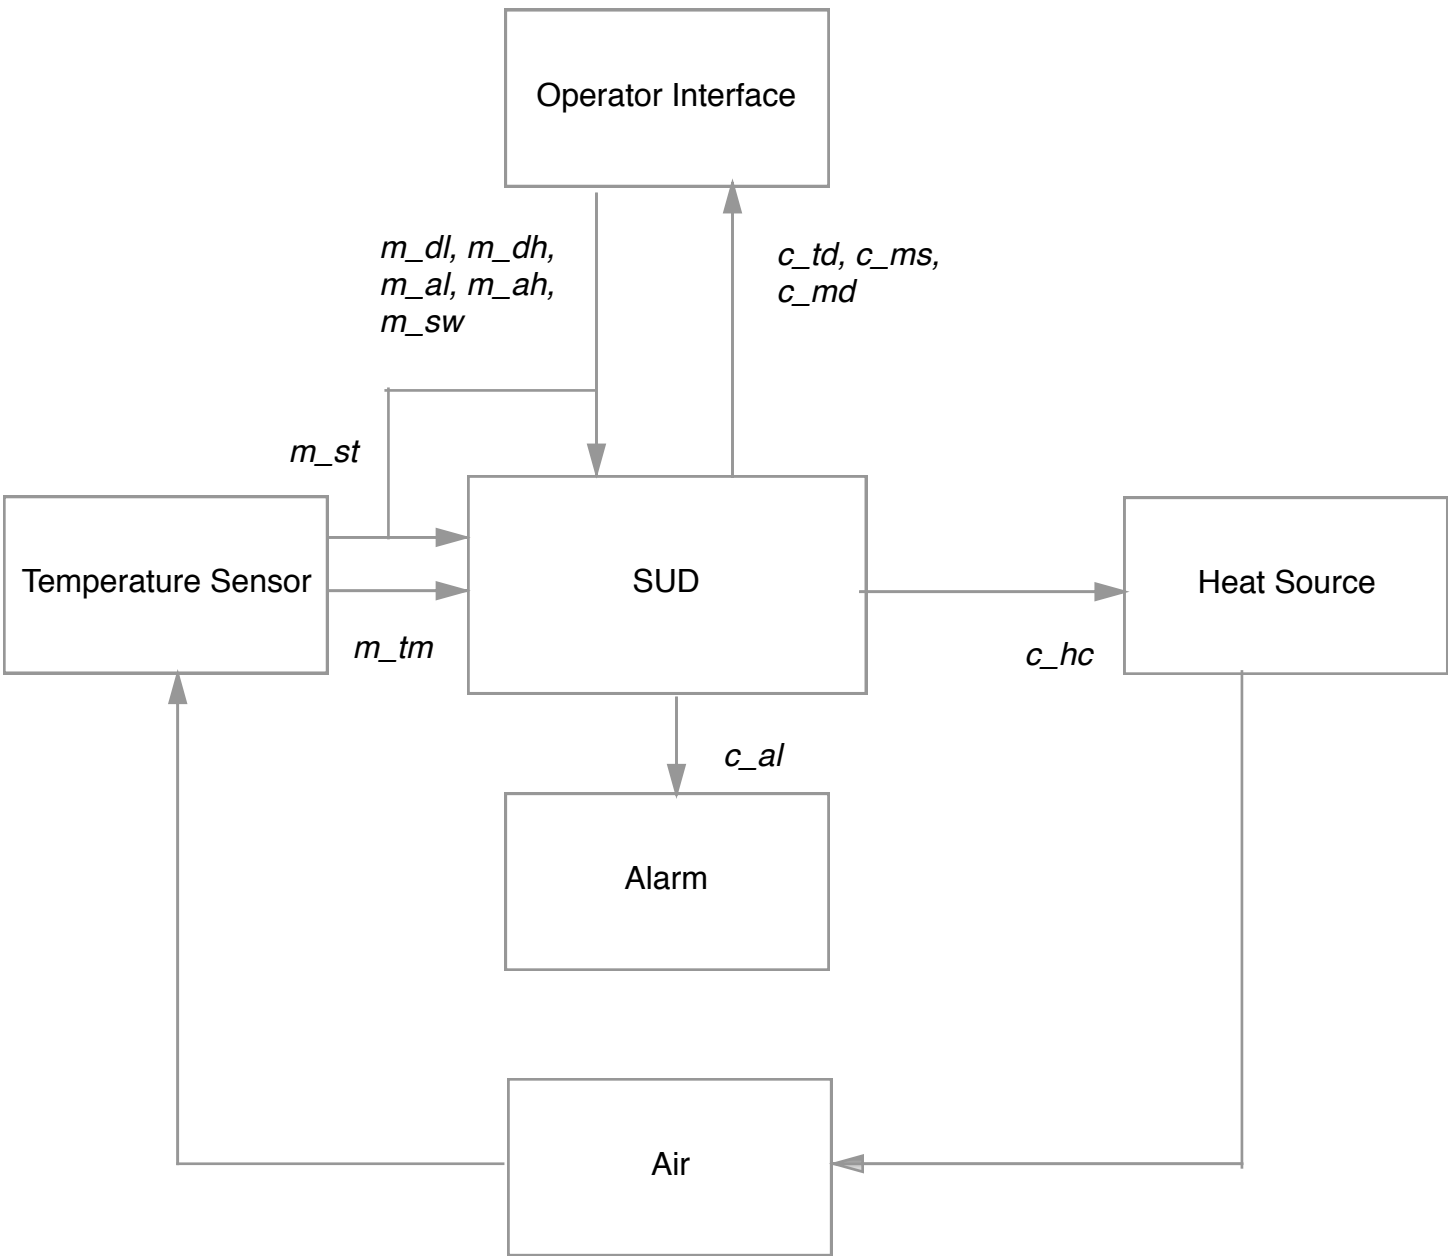 Operator Interface
m_dl, m_dh,
m_al, m_ah,
m_sw
c_td, c_ms,
c_md
m_st
Temperature Sensor
SUD
Heat Source
m_tm
c_hc
c_al
Alarm
Air